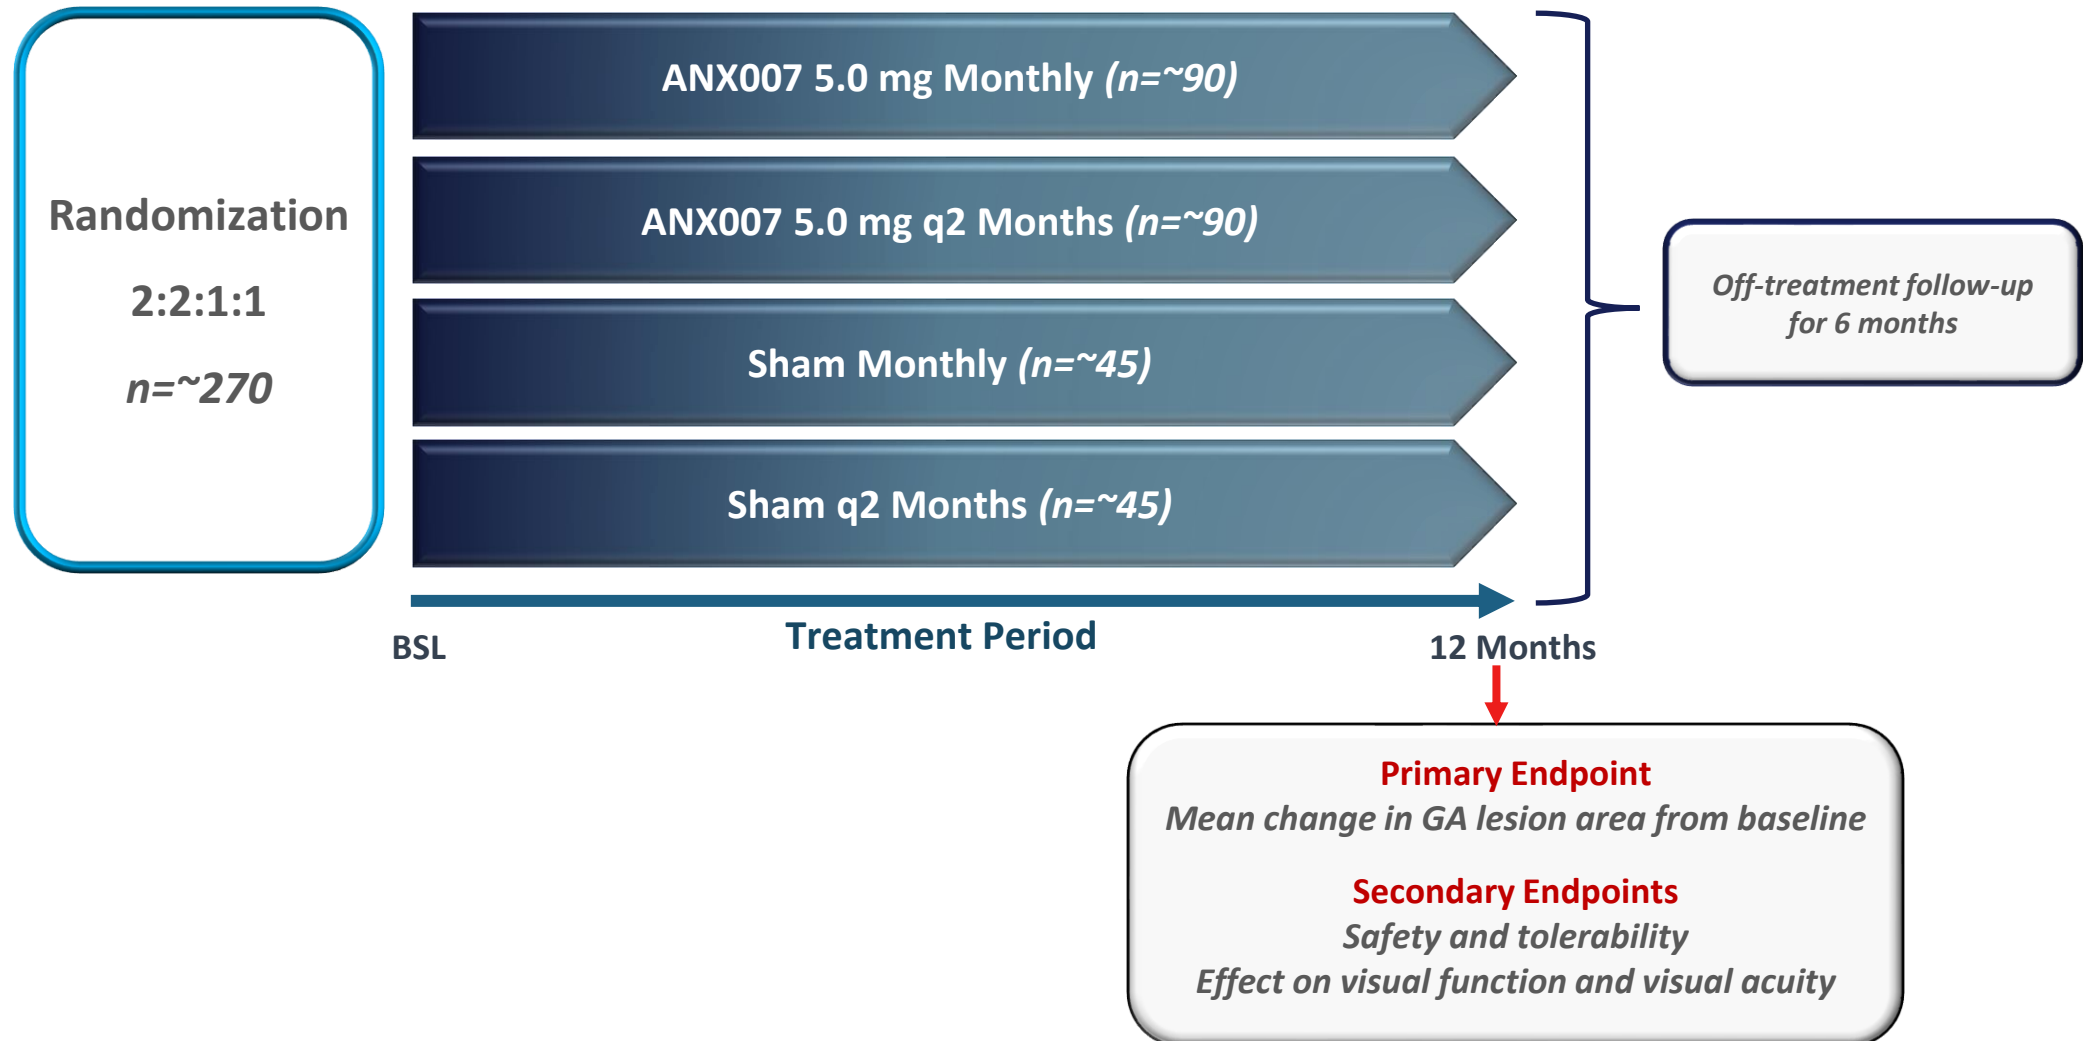 Randomization
2:2:1:1
n=~270
ANX007 5.0 mg Monthly (n=~90)
ANX007 5.0 mg q2 Months (n=~90)
Sham Monthly (n=~45)
Sham q2 Months (n=~45)
Off-treatment follow-up
for 6 months
BSL
Treatment Period
12 Months
Primary Endpoint
Mean change in GA lesion area from baseline
Secondary Endpoints
Safety and tolerability
Effect on visual function and visual acuity